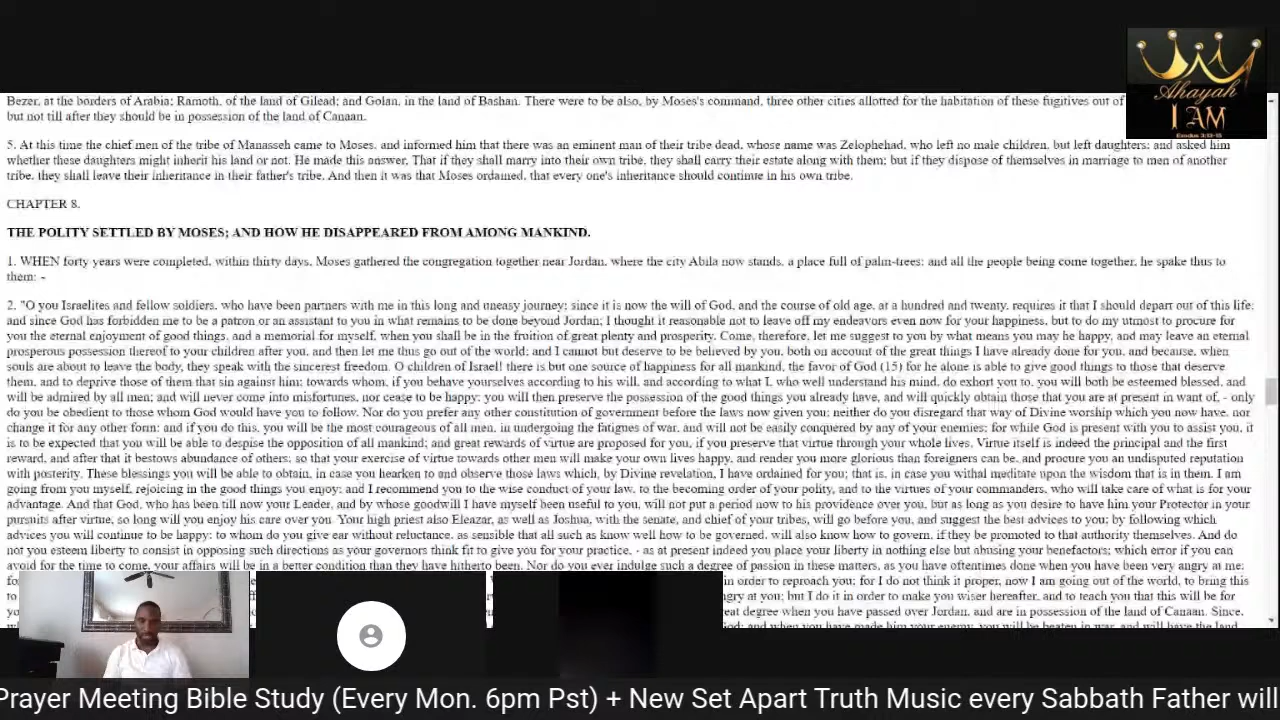 Bezer, at the borders of Arabia; Ramoth, of the land of Gilead; and Golan, in the land of Bashan. There were to be also, by Moses's command, three other cities allotted for the habitation of these fugitives out of
but not till after they should be in possession of the land of Canaan.
5. At this time the chief men of the tribe of Manasseh came to Moses, and informed him that there was an eminent man of their tribe dead, whose name was Zelophehad, who left no male children, but left daughters; and asked him
whether these daughters might inherit his land or not. He made this answer, That if they shall marry into their own tribe, they shall carry their estate along with them; but if they dispose of themselves in marriage to men of another
tribe, they shall leave their inheritance in their father's tribe. And then it was that Moses ordained, that every one's inheritance should continue in his own tribe.
CHAPTER 8.
THE POLITY SETTLED BY MOSES; AND HOW HE DISAPPEARED FROM AMONG MANKIND.
1. WHEN forty years were completed, within thirty days, Moses gathered the congregation together near Jordan, where the city Abila now stands, a place full of palm-trees; and all the people being come together, he spake thus to
them: -
2. "O you Israelites and fellow soldiers, who have been partners with me in this long and uneasy journey; since it is now the will of God, and the course of old age, at a hundred and twenty, requires it that I should depart out of this life;
and since God has forbidden me to be a patron or an assistant to you in what remains to be done beyond Jordan; I thought it reasonable not to leave off my endeavors even now for your happiness, but to do my utmost to procure for
you the eternal enjoyment of good things, and a memorial for myself, when you shall be in the fruition of great plenty and prosperity. Come, therefore, let me suggest to you by what means you may be happy, and may leave an eternal
prosperous possession thereof to your children after you, and then let me thus go out of the world; and I cannot but deserve to be believed by you, both on account of the great things I have already done for you, and because, when
souls are about to leave the body, they speak with the sincerest freedom. O children of Israel! there is but one source of happiness for all mankind, the favor of God (15) for he alone is able to give good things to those that deserve
them, and to deprive those of them that sin against him; towards whom, if you behave yourselves according to his will, and according to what I, who well understand his mind, do exhort you to, you will both be esteemed blessed, and
will be admired by all men; and will never come into misfortunes, nor cease to be happy: you will then preserve the possession of the good things you already have, and will quickly obtain those that you are at present in want of, - only
do you be obedient to those whom God would have you to follow. Nor do you prefer any other constitution of government before the laws now given you; neither do you disregard that way of Divine worship which you now have, nor
change it for any other form: and if you do this, you will be the most courageous of all men, in undergoing the fatigues of war, and will not be easily conquered by any of your enemies; for while God is present with you to assist you, it
is to be expected that you will be able to despise the opposition of all mankind; and great rewards of virtue are proposed for you, if you preserve that virtue through your whole lives. Virtue itself is indeed the principal and the first
reward, and after that it bestows abundance of others; so that your exercise of virtue towards other men will make your own lives happy, and render you more glorious than foreigners can be, and procure you an undisputed reputation
with posterity. These blessings you will be able to obtain, in case you hearken to and observe those laws which, by Divine revelation, I have ordained for you; that is, in case you withal meditate upon the wisdom that is in them. I am
going from you myself, rejoicing in the good things you enjoy; and I recommend you to the wise conduct of your law, to the becoming order of your polity, and to the virtues of your commanders, who will take care of what is for your
advantage. And that God, who has been till now your Leader, and by whose goodwill I have myself been useful to you, will not put a period now to his providence over you, but as long as you desire to have him your Protector in your
pursuits after virtue, so long will you enjoy his care over you. Your high priest also Eleazar, as well as Joshua, with the senate, and chief of your tribes, will go before you, and suggest the best advices to you; by following which
advices you will continue to be happy: to whom do you give ear without reluctance, as sensible that all such as know well how to be governed, will also know how to govern, if they be promoted to that authority themselves. And do
not you esteem liberty to consist in opposing such directions as your governors think fit to give you for your practice, - as at present indeed you place your liberty in nothing else but abusing your benefactors; which error if you can
avoid for the time to come, your affairs will be in a better condition than they have hitherto been. Nor do you ever indulge such a degree of passion in these matters, as you have oftentimes done when you have been very angry at me;
in order to reproach you; for I do not think it proper, now I am going out of the world, to bring this
to
angry at you; but I do it in order to make you wiser hereafter, and to teach you that this will be for
great degree when you have passed over Jordan, and are in possession of the land of Canaan. Since,
God; and when you have made him your enemy, you will be beaten in war, and will have the land
Ahayah
I AM
Exodus 3:13-15
Prayer Meeting Bible Study (Every Mon. 6pm Pst) + New Set Apart Truth Music every Sabbath Father will